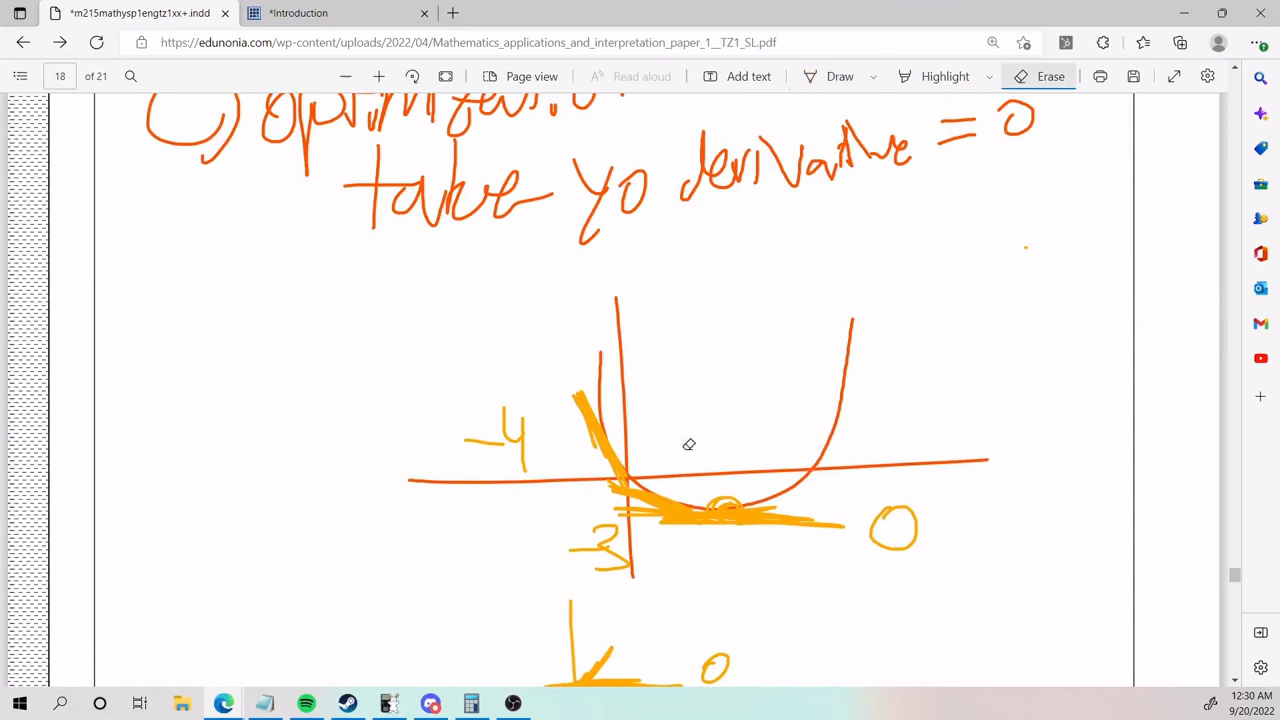 *m215mathysp1engtz1xx+.indd
*Introduction
https://edunonia.com/wp-content/uploads/2022/04/Mathematics_applications_and_interpretation_paper_1__TZ1_SL.pdf
18 of 21
Page view
Read aloud
Add text
Draw
Highlight
Erase
take yo derivative = 0
-4
0
-3
0
12:30 AM
9/20/2022